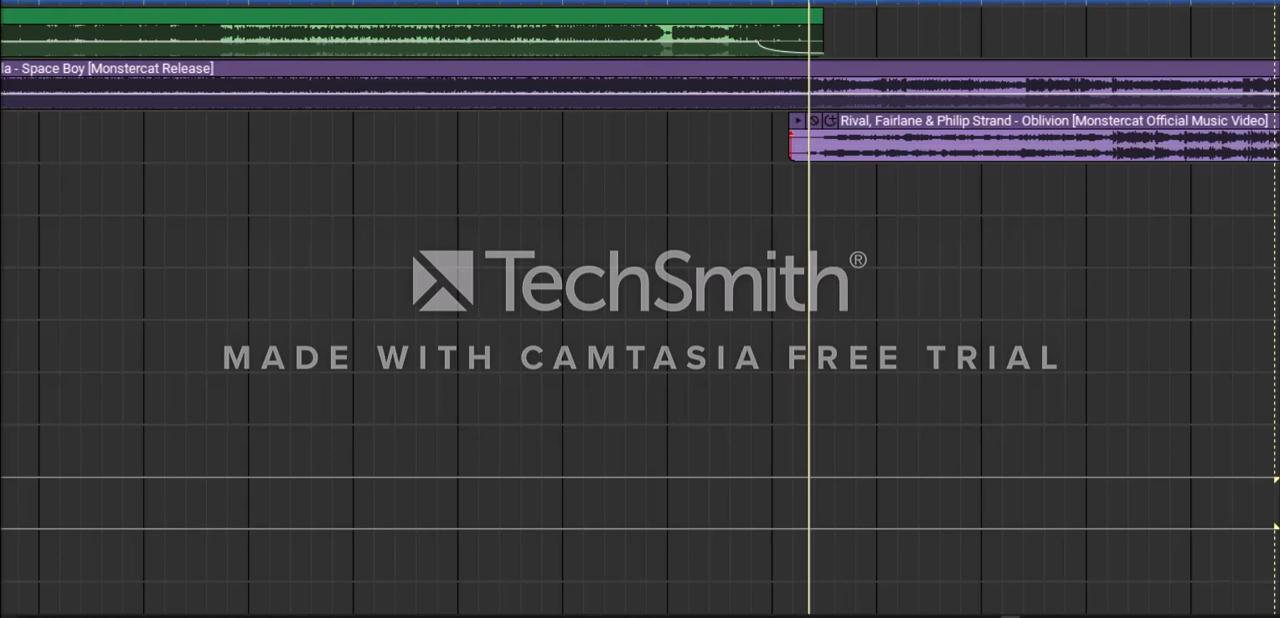 la - Space Boy [Monstercat Release]
Rival, Fairlane & Philip Strand - Oblivion [Monstercat Official Music Video]
TechSmith®
MADE WITH CAMTASIA FREE TRIAL